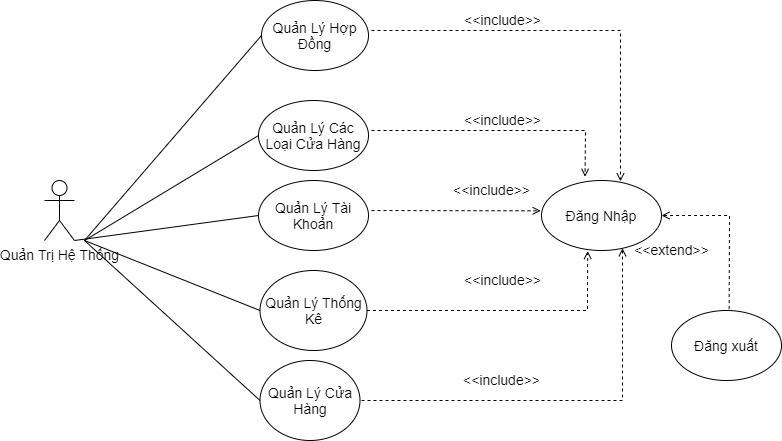 Quản Lý Hợp
Đồng
<<include>>
Quản Lý Các
Loại Cửa Hàng
<<include>>
Quản Lý Tài
Khoản
<<include>>
Đăng Nhập
Quản Trị Hệ Thống
<<extend>>
Quản Lý Thống
Kê
<<include>>
Đăng xuất
Quản Lý Cửa
Hàng
<<include>>